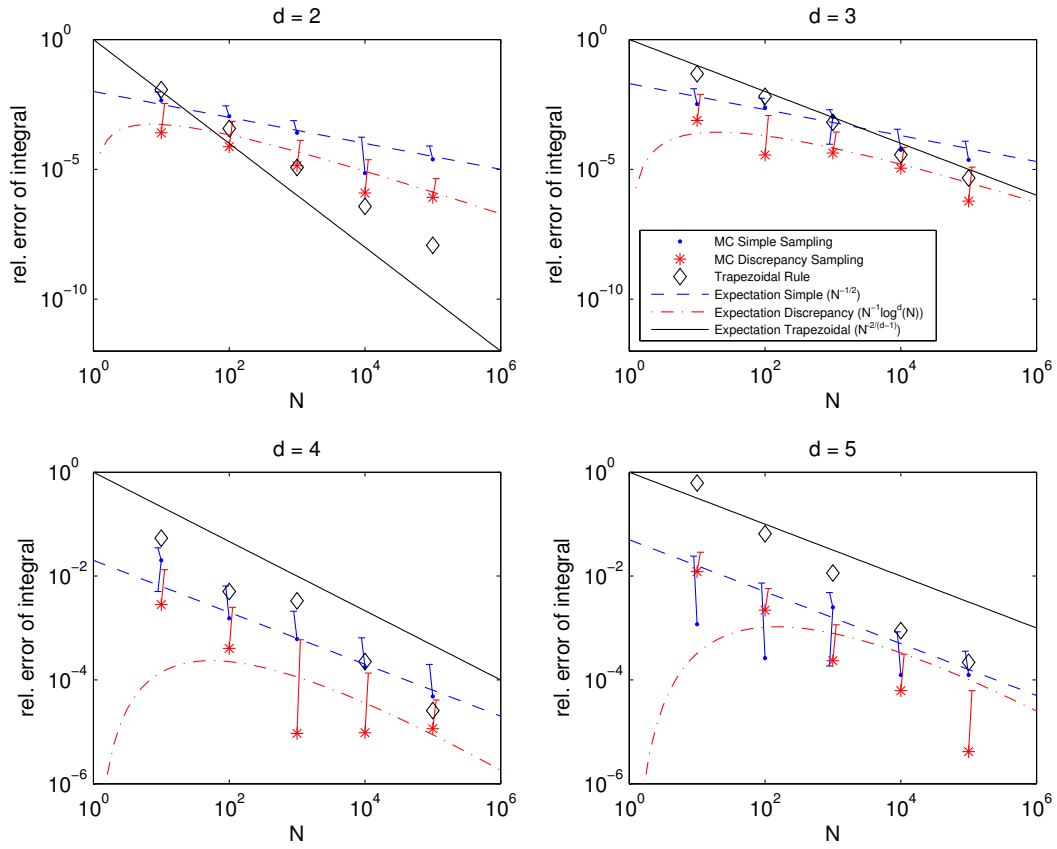 d = 2
10^0
10^−5
10^−10
rel. error of integral
10^0
10^2
10^4
10^6
N
d = 3
10^0
10^−5
10^−10
rel. error of integral
MC Simple Sampling
MC Discrepancy Sampling
Trapezoidal Rule
Expectation Simple (N^−1/2)
Expectation Discrepancy (N^−1log^d(N))
Expectation Trapezoidal (N^-2/(d−1))
10^0
10^2
10^4
10^6
N
d = 4
10^0
10^−2
10^−4
10^−6
rel. error of integral
10^0
10^2
10^4
10^6
N
d = 5
10^0
10^−2
10^−4
10^−6
rel. error of integral
10^0
10^2
10^4
10^6
N